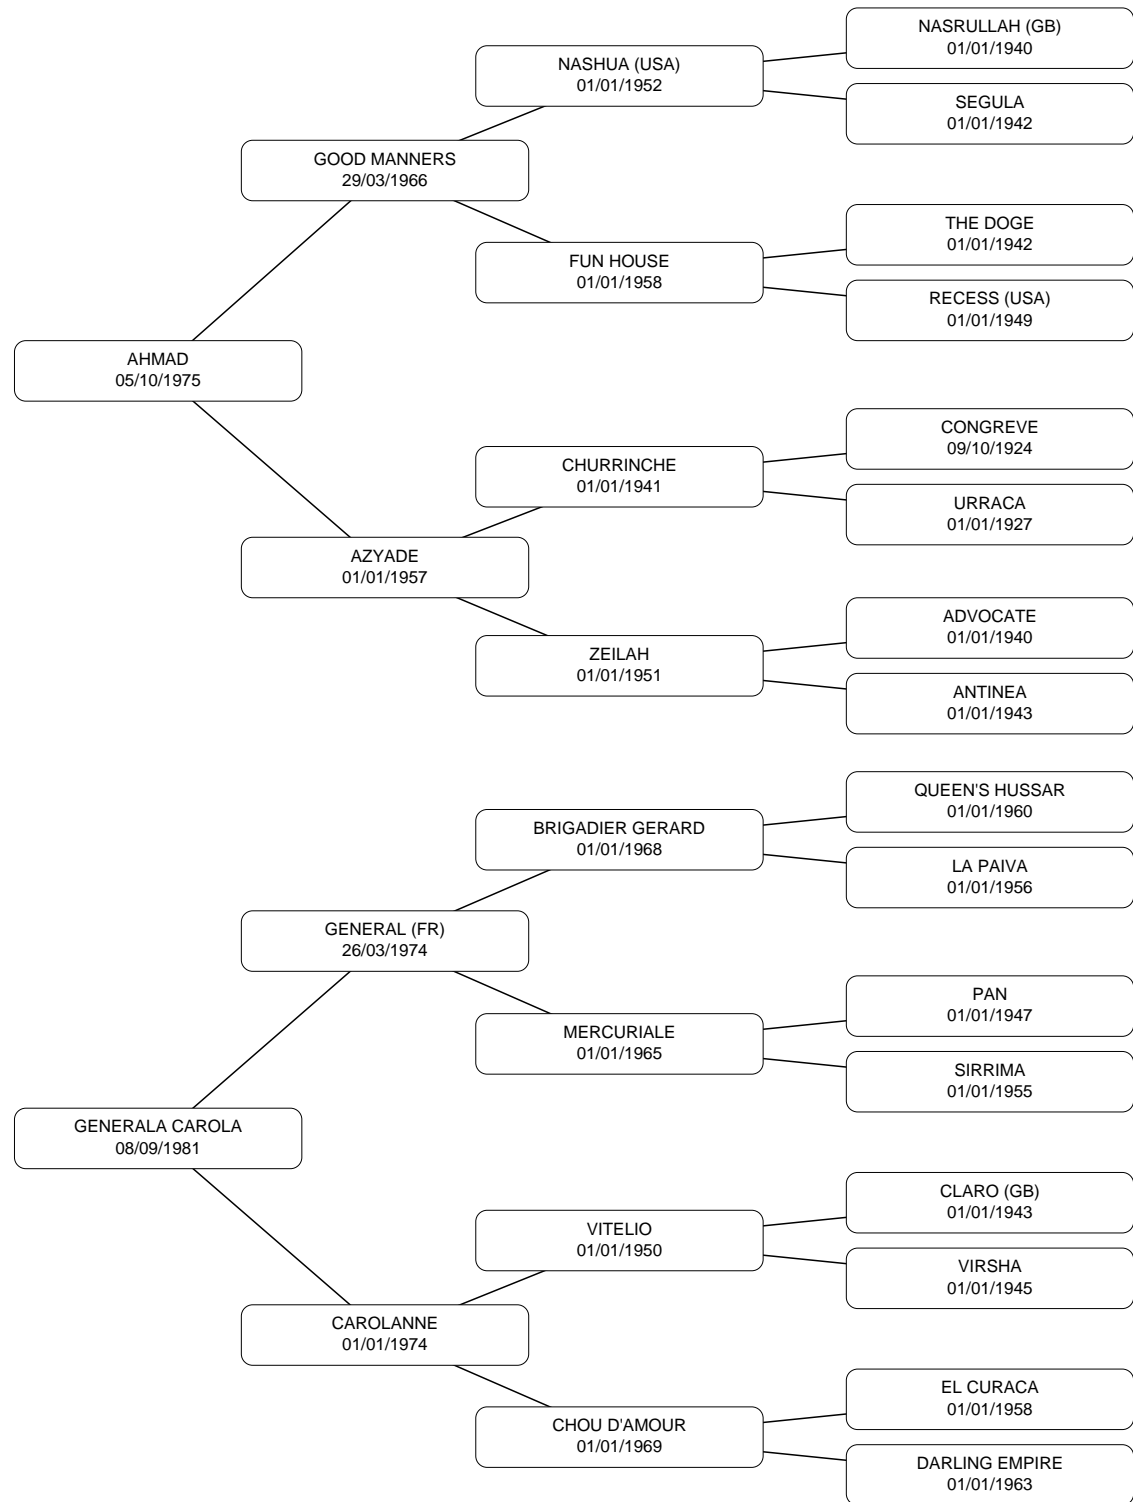 NASRULLAH (GB)
01/01/1940
NASHUA (USA)
01/01/1952
SEGULA
01/01/1942
GOOD MANNERS
29/03/1966
THE DOGE
01/01/1942
FUN HOUSE
01/01/1958
RECESS (USA)
01/01/1949
AHMAD
05/10/1975
CONGREVE
09/10/1924
CHURRINCHE
01/01/1941
URRACA
01/01/1927
AZYADE
01/01/1957
ADVOCATE
01/01/1940
ZEILAH
01/01/1951
ANTINEA
01/01/1943
QUEEN'S HUSSAR
01/01/1960
BRIGADIER GERARD
01/01/1968
LA PAIVA
01/01/1956
GENERAL (FR)
26/03/1974
PAN
01/01/1947
MERCURIALE
01/01/1965
SIRRIMA
01/01/1955
GENERALA CAROLA
08/09/1981
CLARO (GB)
01/01/1943
VITELIO
01/01/1950
VIRSHA
01/01/1945
CAROLANNE
01/01/1974
EL CURACA
01/01/1958
CHOU D'AMOUR
01/01/1969
DARLING EMPIRE
01/01/1963